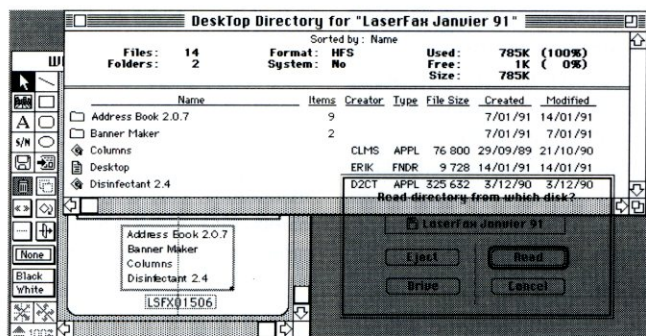 DeskTop Directory for "LaserFax Janvier 91"
Sorted by: Name
Files: 14 Format: HFS Used: 785K (100%)
Folders: 2 System: No Free: 1K ( 0%)
Size: 785K
Name Items Creator Type File Size Created Modified
Address Book 2.0.7 9 7/01/91 14/01/91
Banner Maker 2 7/01/91 7/01/91
Columns CLMS APPL 76 800 29/09/89 21/10/90
Desktop ERIK FNDR 9 728 14/01/91 14/01/91
Disinfectant 2.4 D2CT APPL 325 632 3/12/90 3/12/90
Read directory from which disk?
LaserFax Janvier 91
Eject Read
Drive Cancel
A
S/N
None
Black
White
100%
Address Book 2.0.7
Banner Maker
Columns
Disinfectant 2.4
LSFX01506